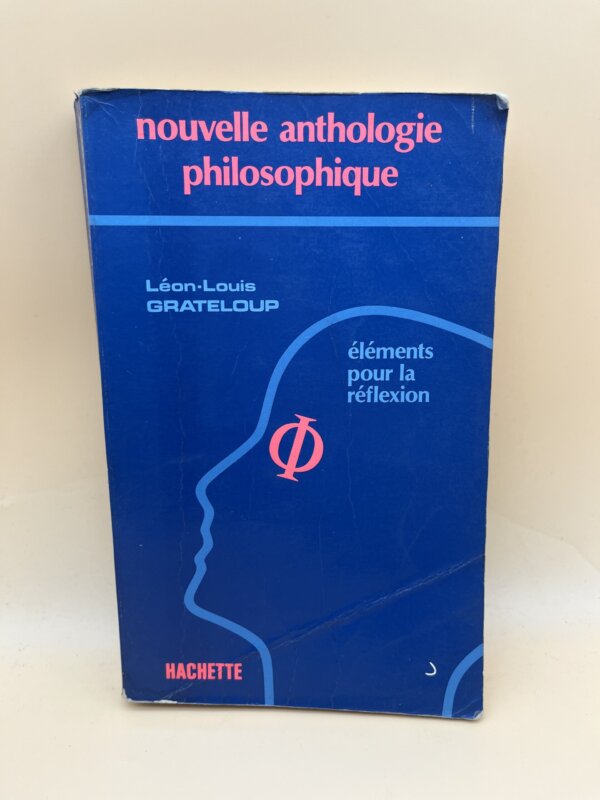 nouvelle anthologie
philosophique
Léon-Louis
GRATELOUP
éléments
pour la
réflexion
Φ
HACHETTE